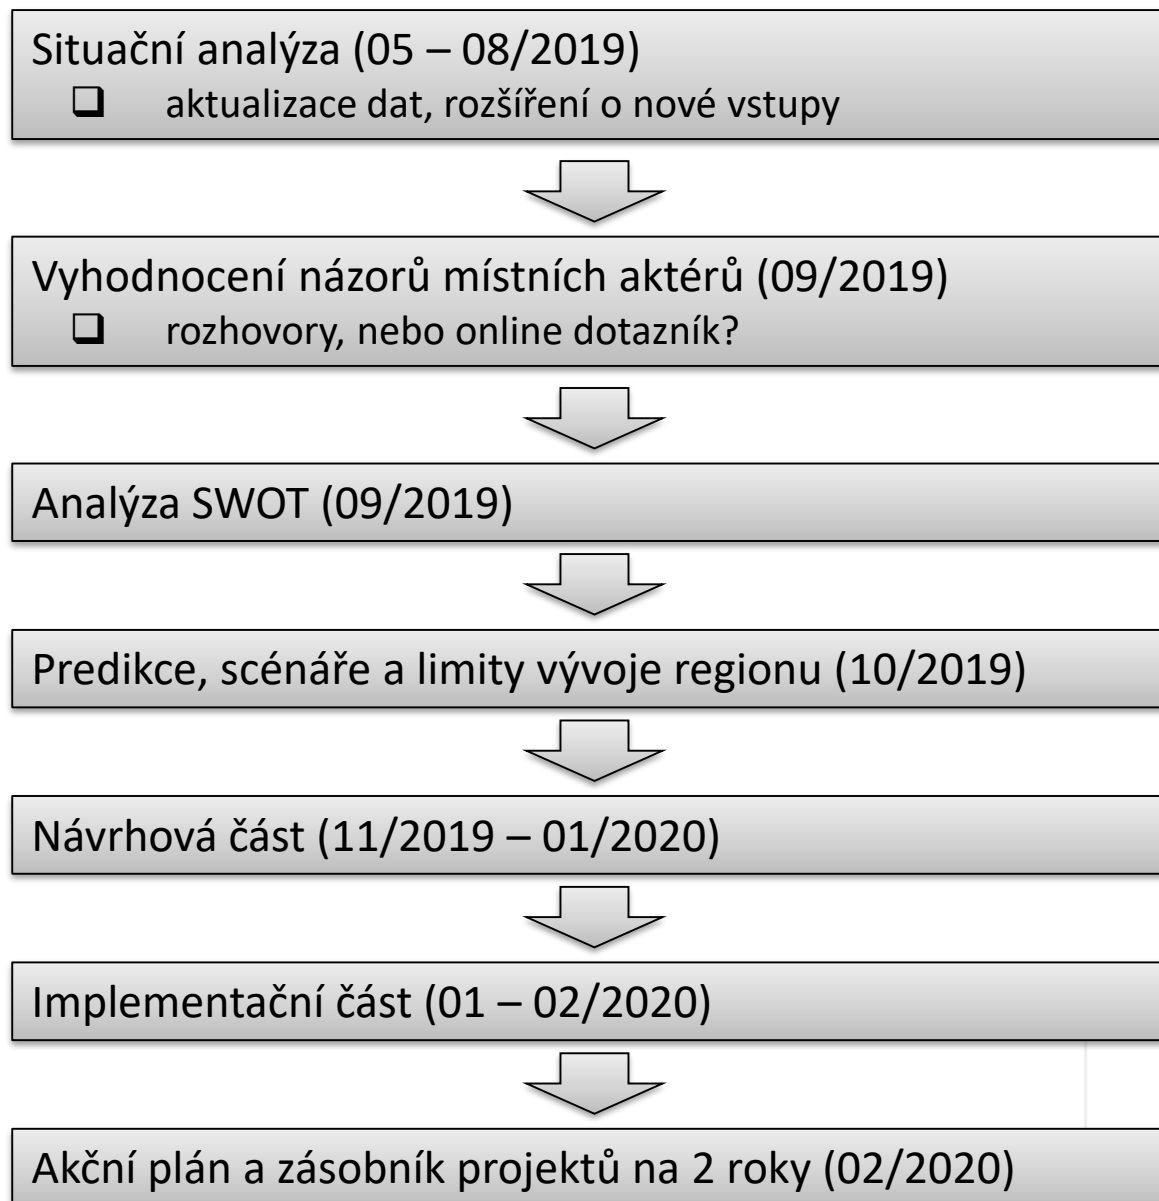 Situační analýza (05 – 08/2019)
❑ aktualizace dat, rozšíření o nové vstupy
Vyhodnocení názorů místních aktérů (09/2019)
❑ rozhovory, nebo online dotazník?
Analýza SWOT (09/2019)
Predikce, scénáře a limity vývoje regionu (10/2019)
Návrhová část (11/2019 – 01/2020)
Implementační část (01 – 02/2020)
Akční plán a zásobník projektů na 2 roky (02/2020)